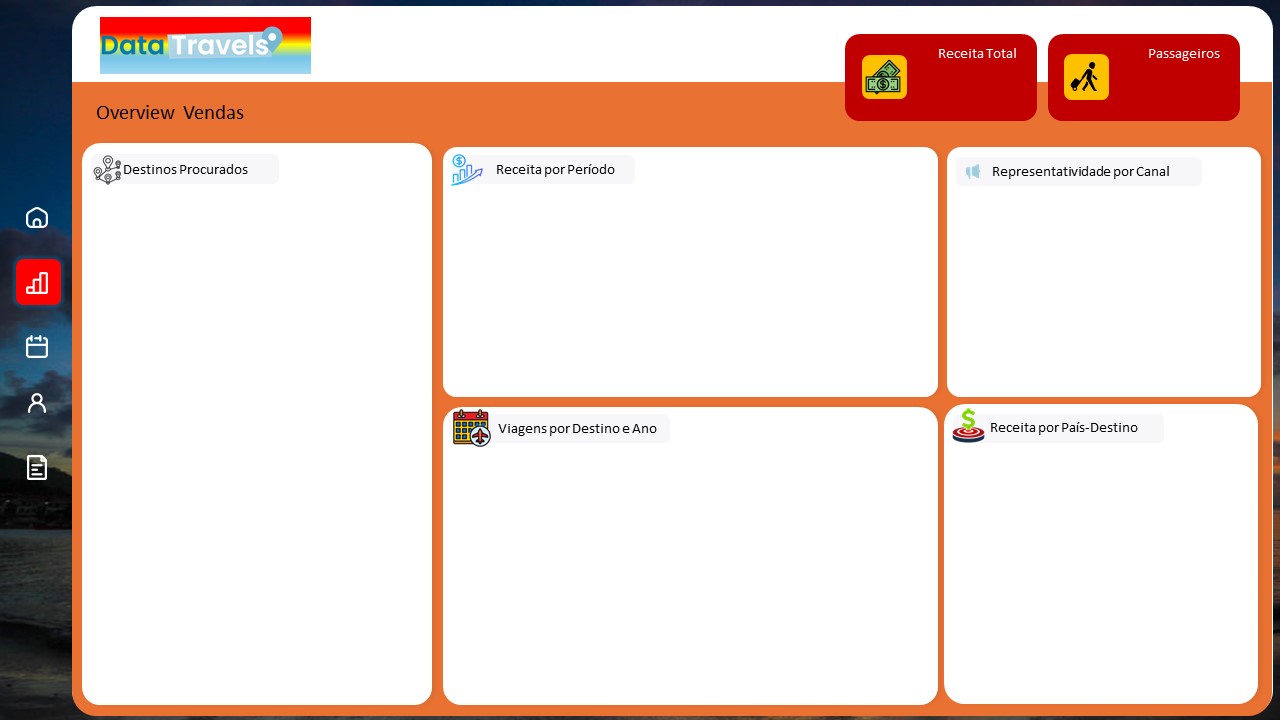 Data Travels
Receita Total
Passageiros
Overview Vendas
Destinos Procurados
Receita por Período
Representatividade por Canal
Viagens por Destino e Ano
Receita por País-Destino